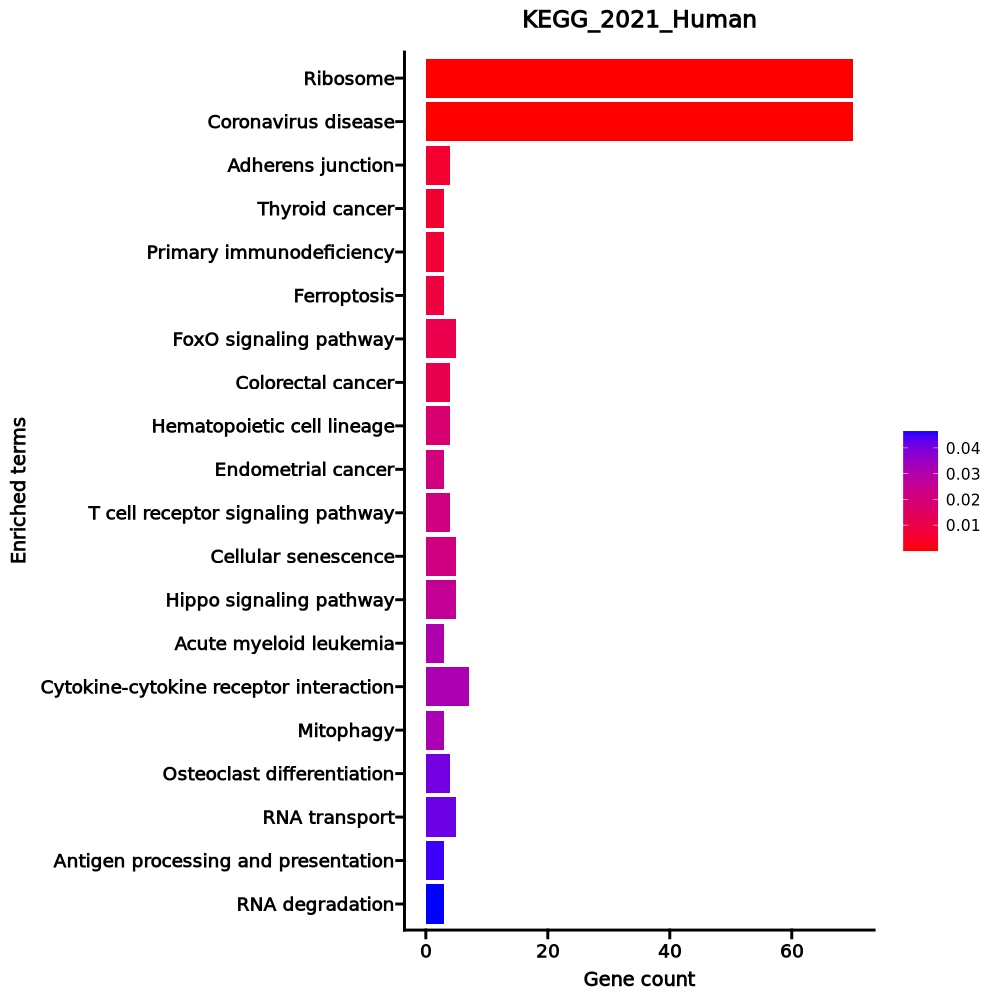 KEGG_2021_Human
Ribosome
Coronavirus disease
Adherens junction
Thyroid cancer
Primary immunodeficiency
Ferroptosis
FoxO signaling pathway
Colorectal cancer
Hematopoietic cell lineage
Endometrial cancer
T cell receptor signaling pathway
Cellular senescence
Hippo signaling pathway
Acute myeloid leukemia
Cytokine-cytokine receptor interaction
Mitophagy
Osteoclast differentiation
RNA transport
Antigen processing and presentation
RNA degradation
Enriched terms
0 20 40 60
Gene count
0.04
0.03
0.02
0.01